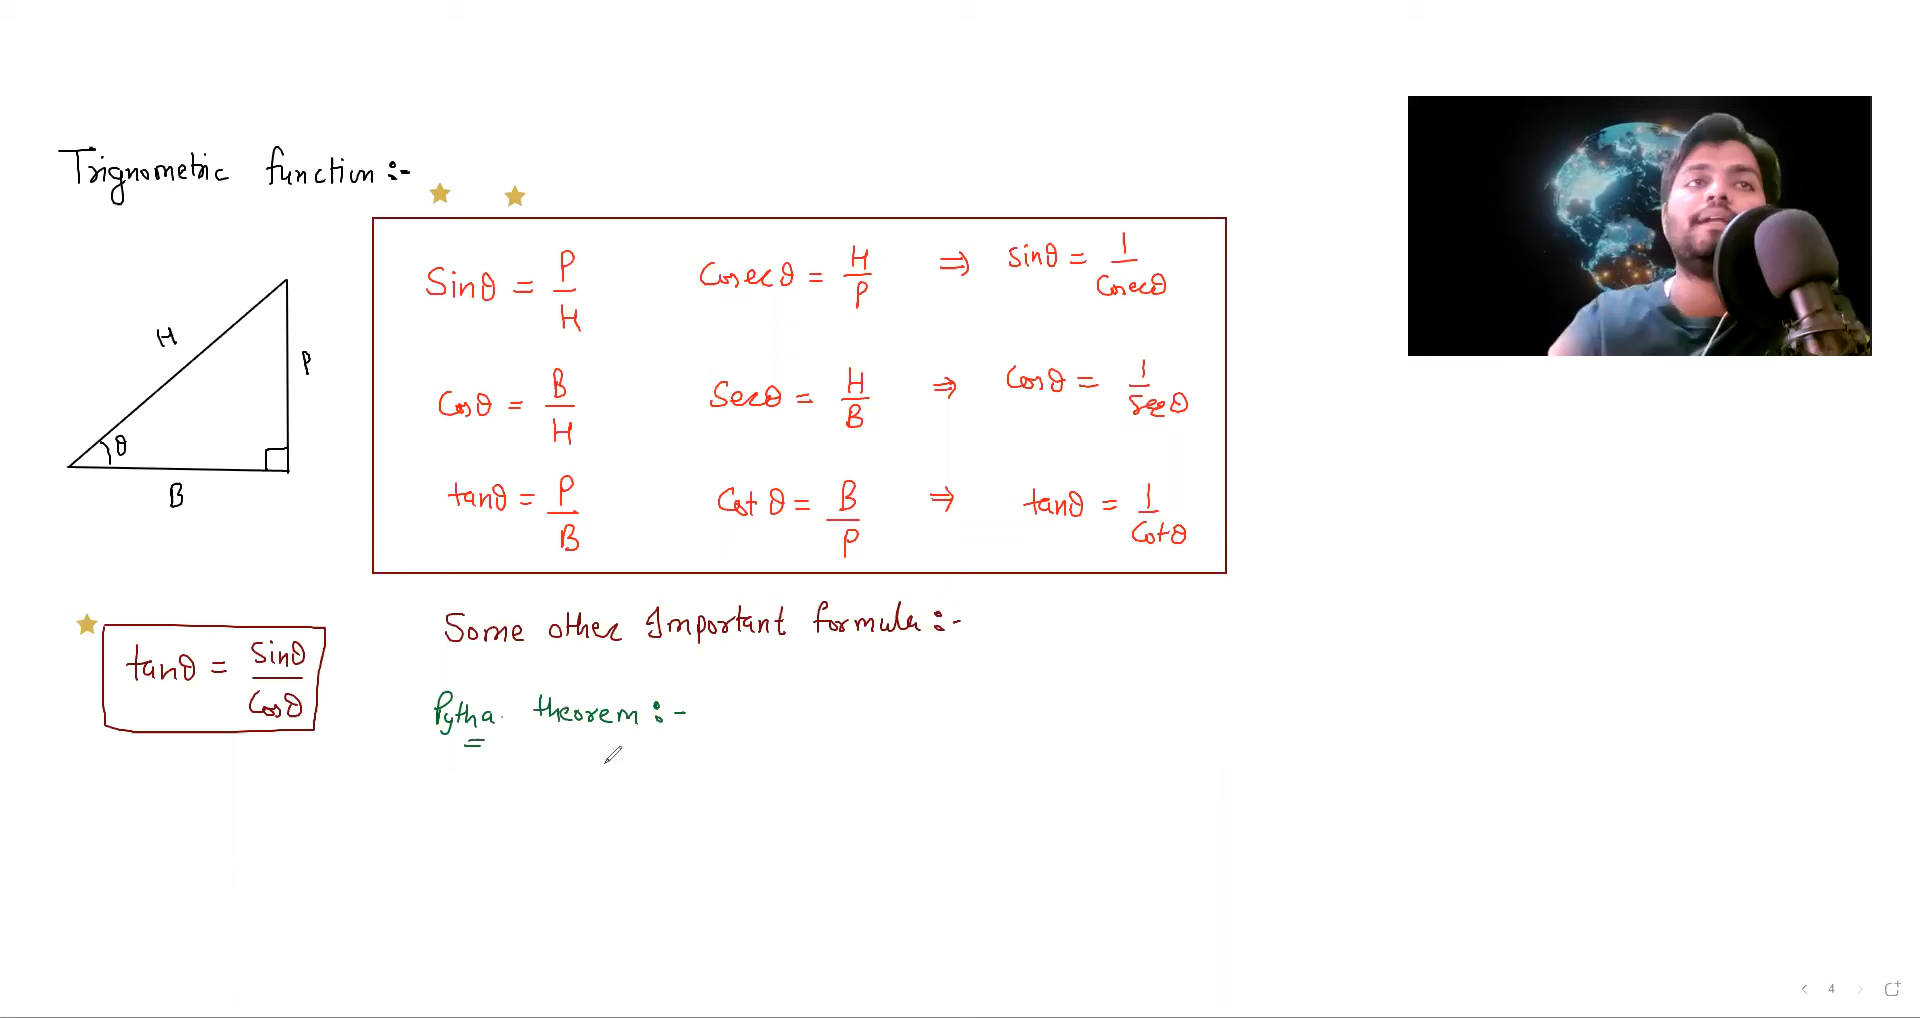 Trignometric function :-
Sinθ = P/H    Cosecθ = H/P ⇒ Sinθ = 1/Cosecθ
H
P
Cosθ = B/H    Secθ = H/B ⇒ Cosθ = 1/Secθ
θ
B
tanθ = P/B    Cot θ = B/P ⇒ tanθ = 1/Cotθ
Some other Important formula :-
tanθ = Sinθ/Cosθ
Pytha. theorem :-
4